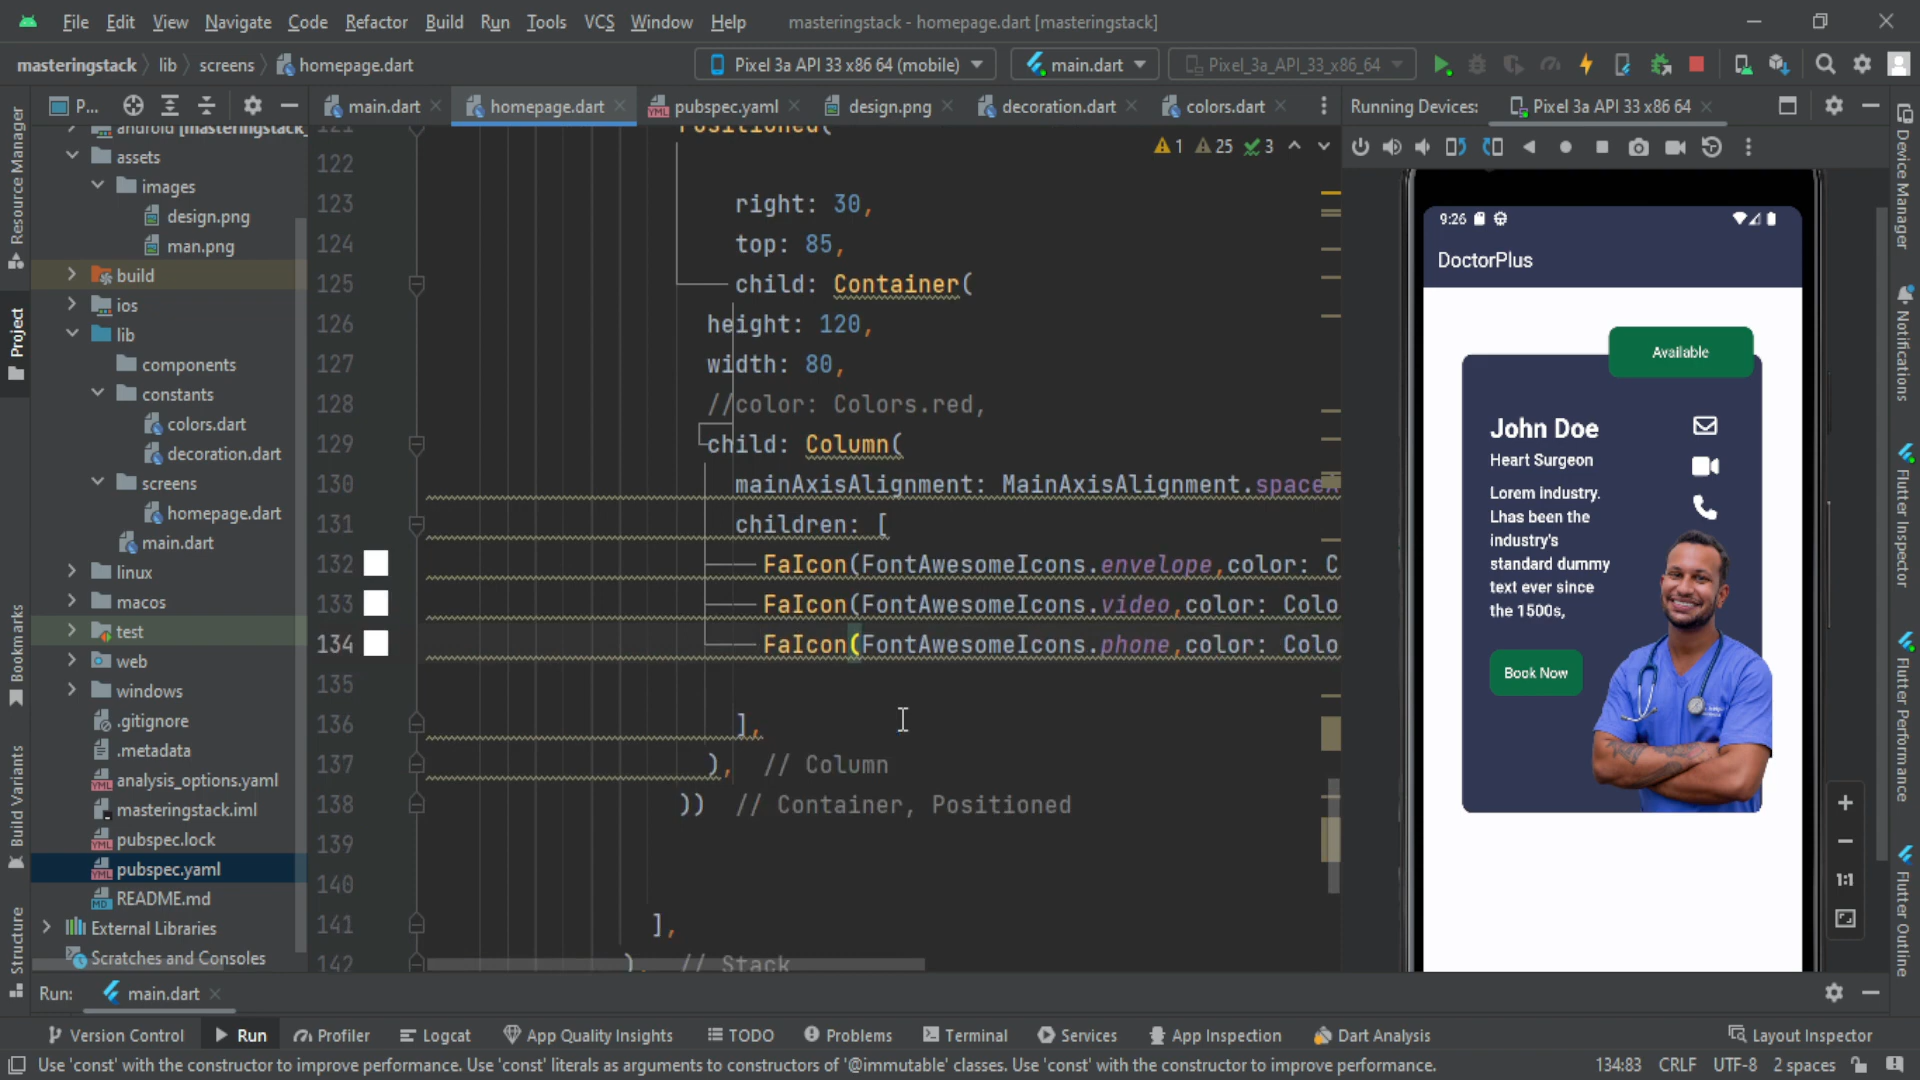 File Edit View Navigate Code Refactor Build Run Tools VCS Window Help masteringstack - homepage.dart [masteringstack]
masteringstack lib screens homepage.dart Pixel 3a API 33 x86 64 (mobile) main.dart Pixel_3a_API_33_x86_64
P... main.dart homepage.dart pubspec.yaml design.png decoration.dart colors.dart Running Devices: Pixel 3a API 33 x86 64
android [masteringstack_
assets
images
design.png
man.png
build
ios
lib
components
constants
colors.dart
decoration.dart
screens
homepage.dart
main.dart
linux
macos
test
web
windows
.gitignore
.metadata
analysis_options.yaml
masteringstack.iml
pubspec.lock
pubspec.yaml
README.md
External Libraries
Scratches and Consoles
Resource Manager
Project
Bookmarks
Build Variants
Structure
1 25 3
121 Positioned(
122
123 right: 30,
124 top: 85,
125 child: Container(
126 height: 120,
127 width: 80,
128 //color: Colors.red,
129 child: Column(
130 mainAxisAlignment: MainAxisAlignment.space
131 children: [
132 FaIcon(FontAwesomeIcons.envelope,color: C
133 FaIcon(FontAwesomeIcons.video,color: Colo
134 FaIcon(FontAwesomeIcons.phone,color: Colo
135
136 ],
137 ), // Column
138 )) // Container, Positioned
139
140
141 ],
142 ), // Stack
9:26
DoctorPlus
Available
John Doe
Heart Surgeon
Lorem industry.
Lhas been the
industry's
standard dummy
text ever since
the 1500s,
Book Now
1:1
Device Manager
Notifications
Flutter Inspector
Flutter Performance
Flutter Outline
Run: main.dart
Version Control Run Profiler Logcat App Quality Insights TODO Problems Terminal Services App Inspection Dart Analysis Layout Inspector
Use 'const' with the constructor to improve performance. Use 'const' literals as arguments to constructors of '@immutable' classes. Use 'const' with the constructor to improve performance. 134:83 CRLF UTF-8 2 spaces